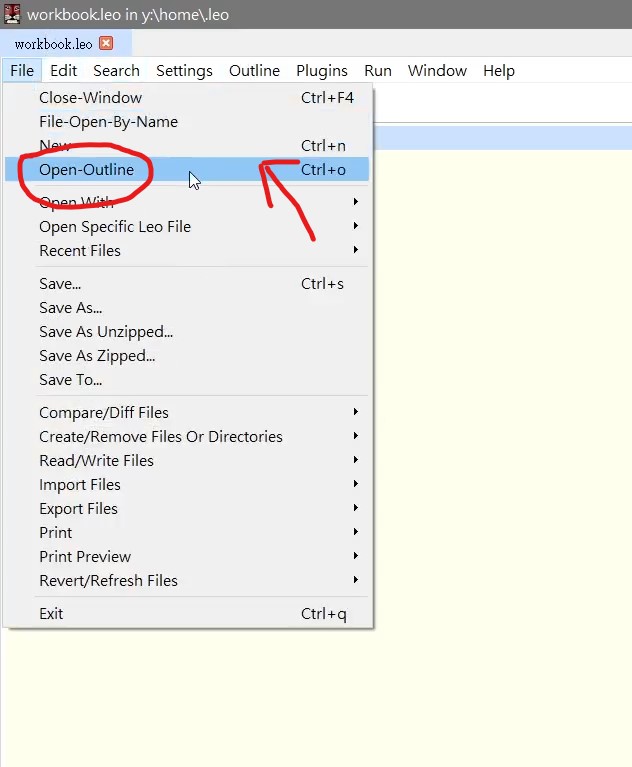 workbook.leo in y:\home\.leo
workbook.leo
File Edit Search Settings Outline Plugins Run Window Help
Close-Window Ctrl+F4
File-Open-By-Name
New Ctrl+n
Open-Outline Ctrl+o
Open With
Open Specific Leo File
Recent Files
Save... Ctrl+s
Save As...
Save As Unzipped...
Save As Zipped...
Save To...
Compare/Diff Files
Create/Remove Files Or Directories
Read/Write Files
Import Files
Export Files
Print
Print Preview
Revert/Refresh Files
Exit Ctrl+q